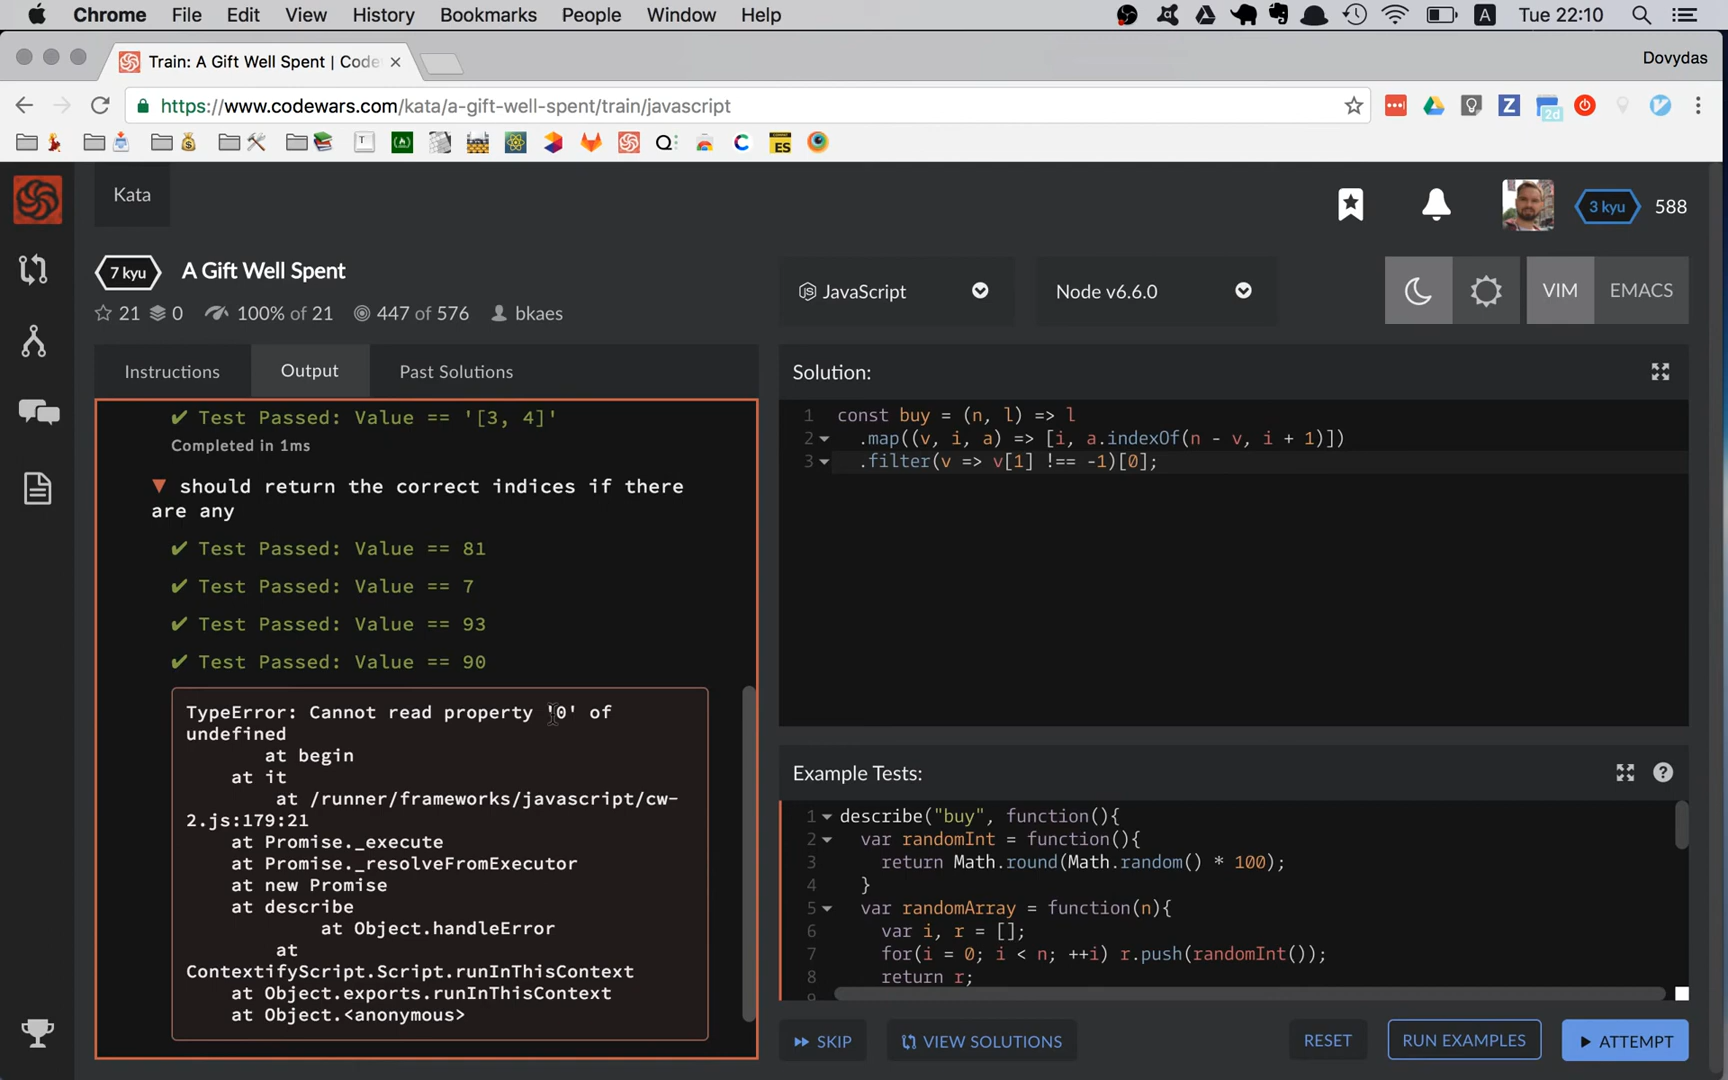 Chrome File Edit View History Bookmarks People Window Help A Tue 22:10
Train: A Gift Well Spent | Code
Dovydas
https://www.codewars.com/kata/a-gift-well-spent/train/javascript
Z 2d
T Q: C ES
Kata
3 kyu 588
7 kyu A Gift Well Spent
21 0 100% of 21 447 of 576 bkaes
JS JavaScript Node v6.6.0 VIM EMACS
Instructions Output Past Solutions
Solution:
✔ Test Passed: Value == '[3, 4]'
Completed in 1ms
▼ should return the correct indices if there
are any
✔ Test Passed: Value == 81
✔ Test Passed: Value == 7
✔ Test Passed: Value == 93
✔ Test Passed: Value == 90
TypeError: Cannot read property '0' of
undefined
at begin
at it
at /runner/frameworks/javascript/cw-
2.js:179:21
at Promise._execute
at Promise._resolveFromExecutor
at new Promise
at describe
at Object.handleError
at
ContextifyScript.Script.runInThisContext
at Object.exports.runInThisContext
at Object.<anonymous>
1 const buy = (n, l) => l
2 .map((v, i, a) => [i, a.indexOf(n - v, i + 1)])
3 .filter(v => v[1] !== -1)[0];
Example Tests:
1 describe("buy", function(){
2 var randomInt = function(){
3 return Math.round(Math.random() * 100);
4 }
5 var randomArray = function(n){
6 var i, r = [];
7 for(i = 0; i < n; ++i) r.push(randomInt());
8 return r;
9
SKIP VIEW SOLUTIONS RESET RUN EXAMPLES ATTEMPT